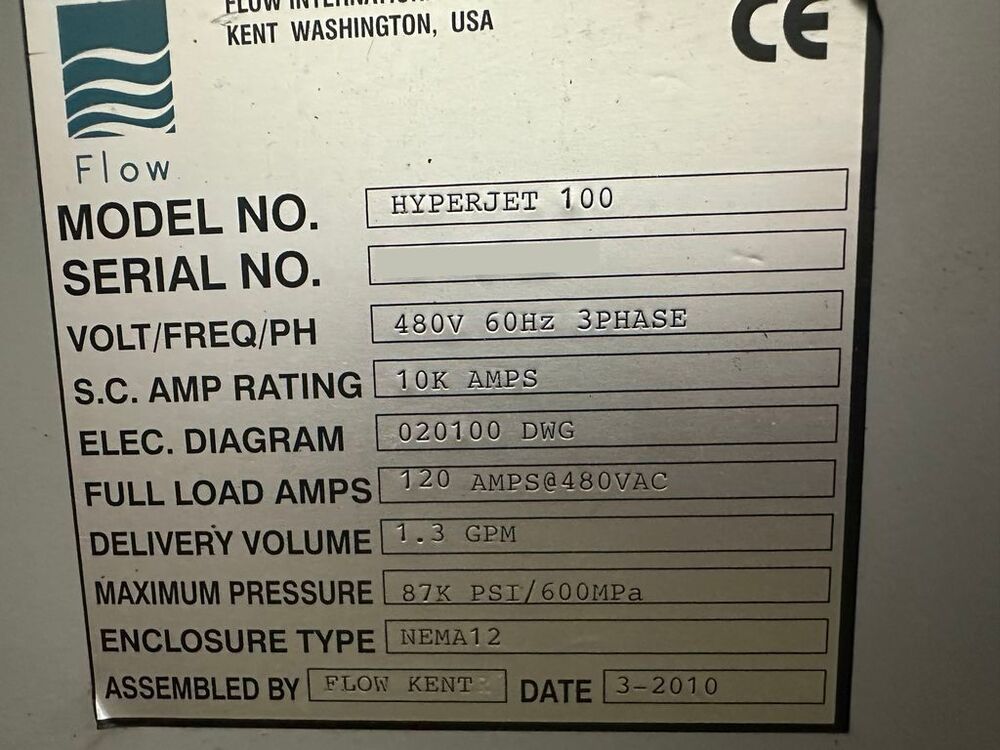 FLOW
KENT WASHINGTON, USA
CE
Flow
MODEL NO. HYPERJET 100
SERIAL NO.
VOLT/FREQ/PH 480V 60Hz 3PHASE
S.C. AMP RATING 10K AMPS
ELEC. DIAGRAM 020100 DWG
FULL LOAD AMPS 120 AMPS@480VAC
DELIVERY VOLUME 1.3 GPM
MAXIMUM PRESSURE 87K PSI/600MPa
ENCLOSURE TYPE NEMA12
ASSEMBLED BY FLOW KENT DATE 3-2010